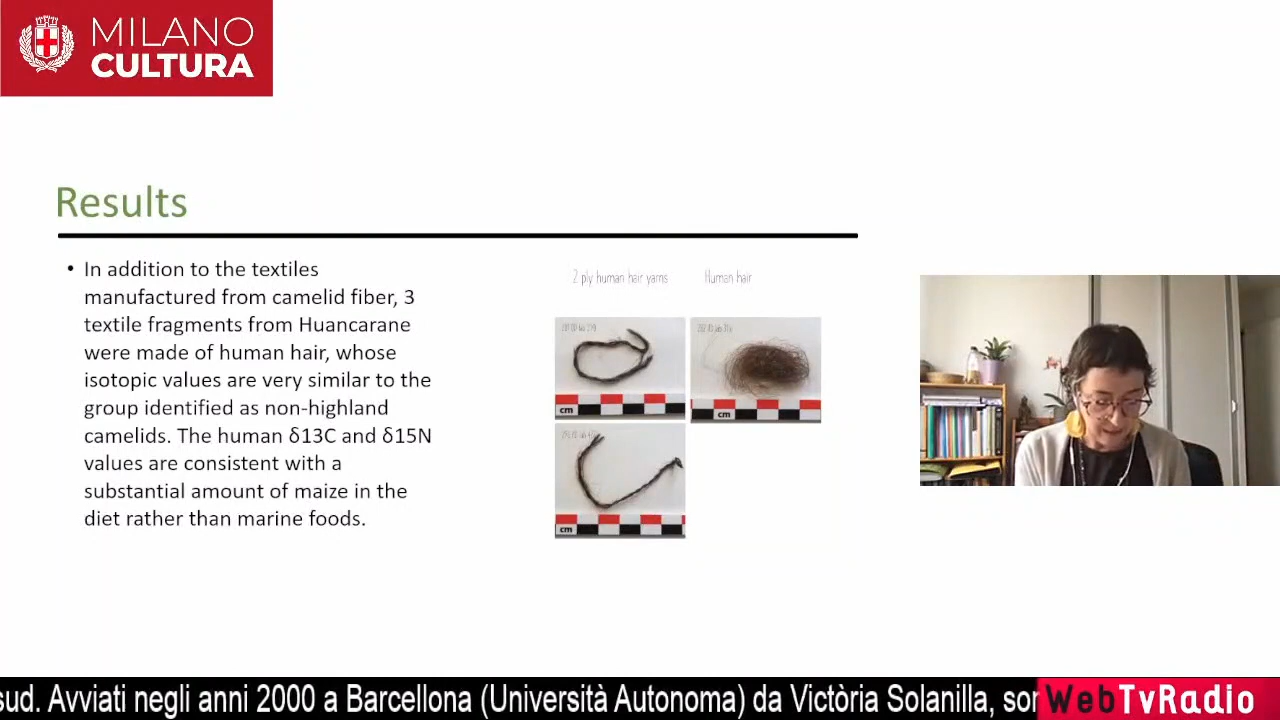 MILANO
CULTURA
Results
• In addition to the textiles
manufactured from camelid fiber, 3
textile fragments from Huancarane
were made of human hair, whose
isotopic values are very similar to the
group identified as non-highland
camelids. The human δ13C and δ15N
values are consistent with a
substantial amount of maize in the
diet rather than marine foods.
2 ply human hair yarns
Human hair
cm
cm
cm
sud. Avviati negli anni 2000 a Barcellona (Università Autonoma) da Victòria Solanilla, sor
WebTvRadio